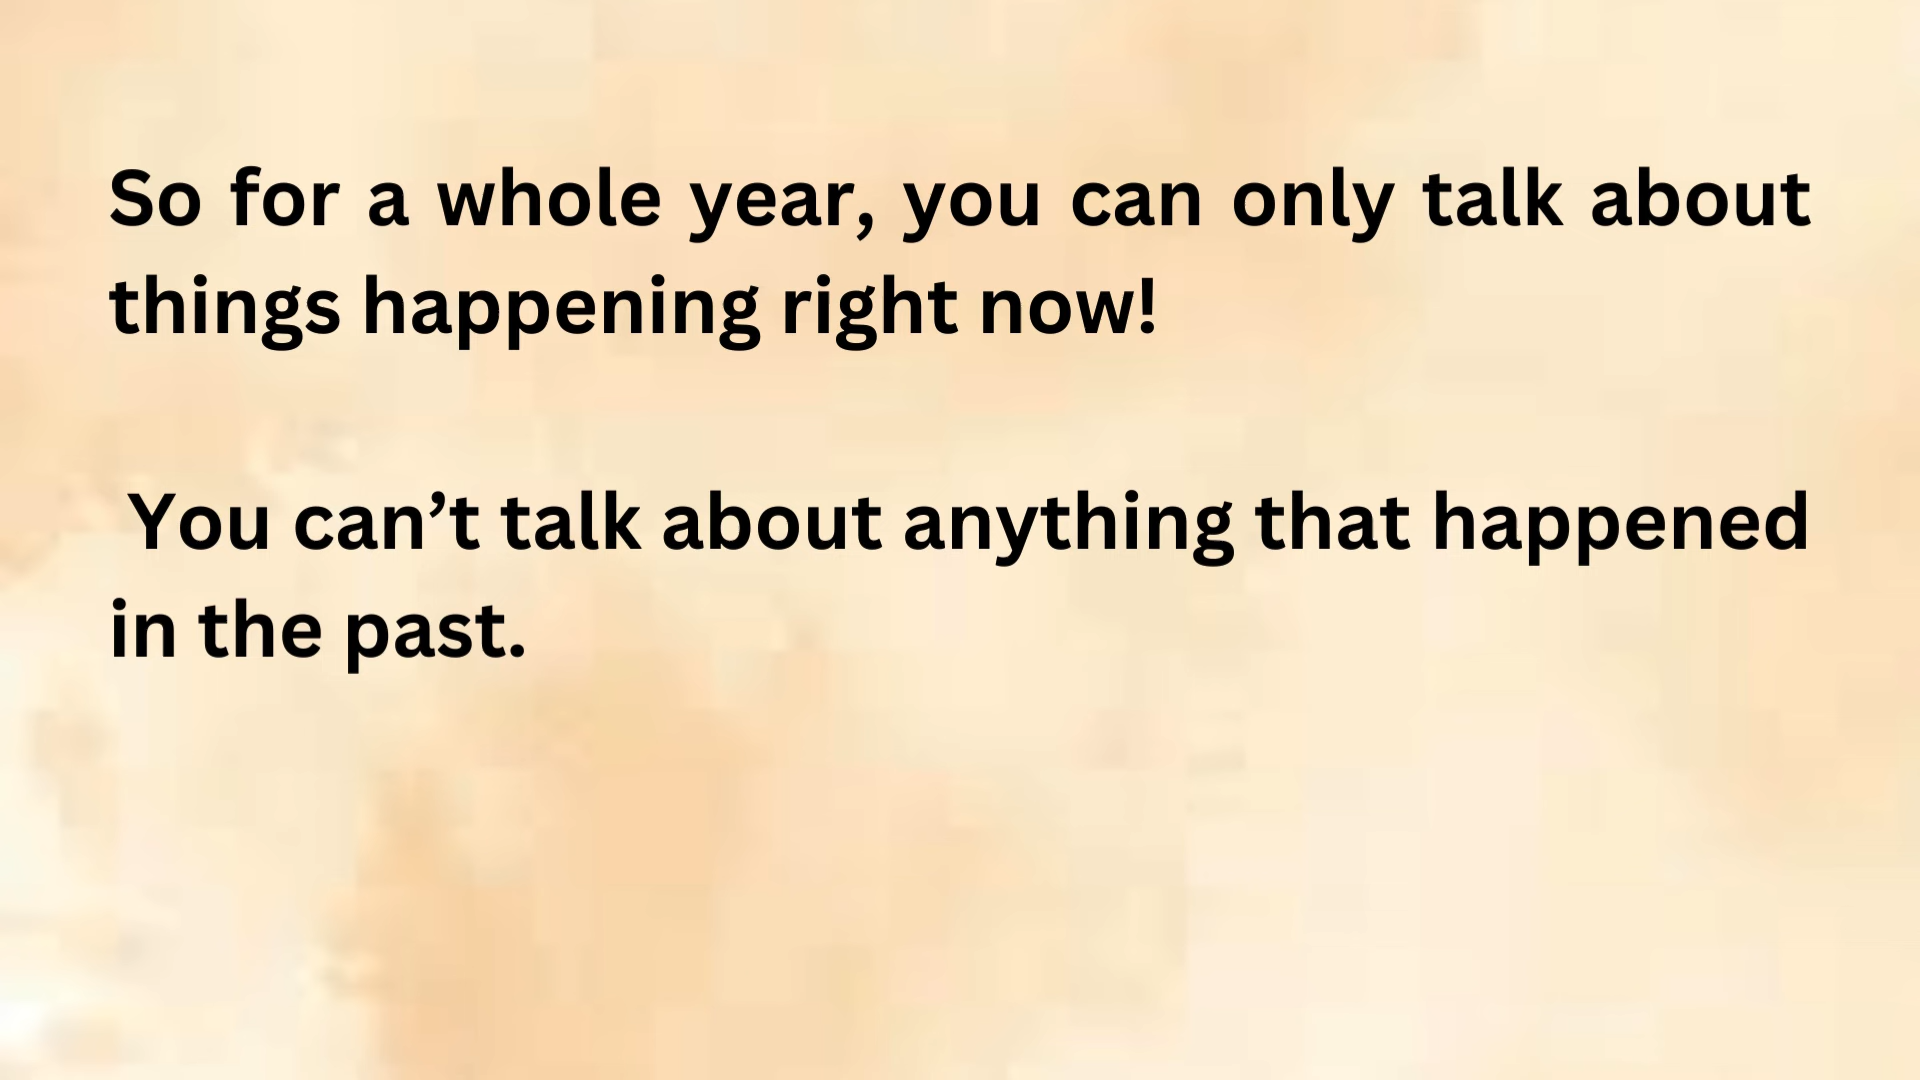 So for a whole year, you can only talk about
things happening right now!
You can’t talk about anything that happened
in the past.